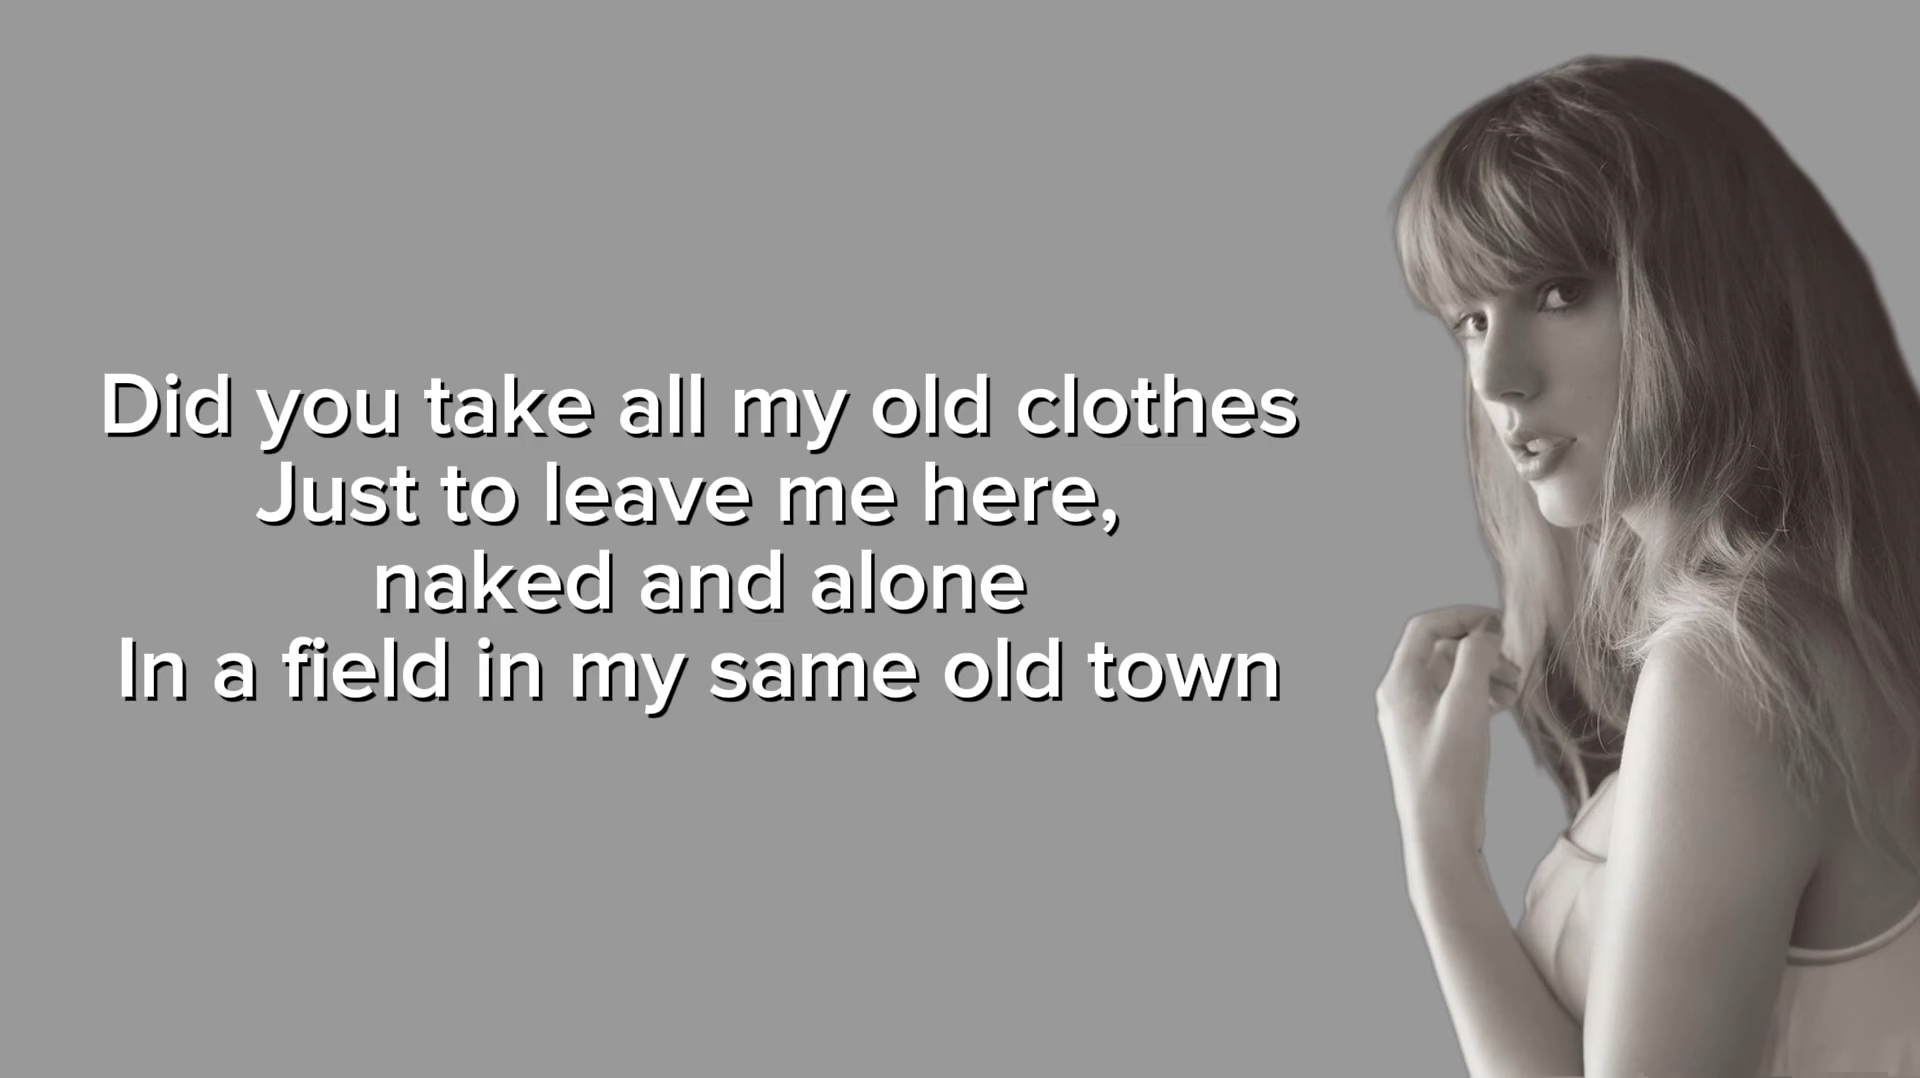 Did you take all my old clothes
Just to leave me here,
naked and alone
In a field in my same old town